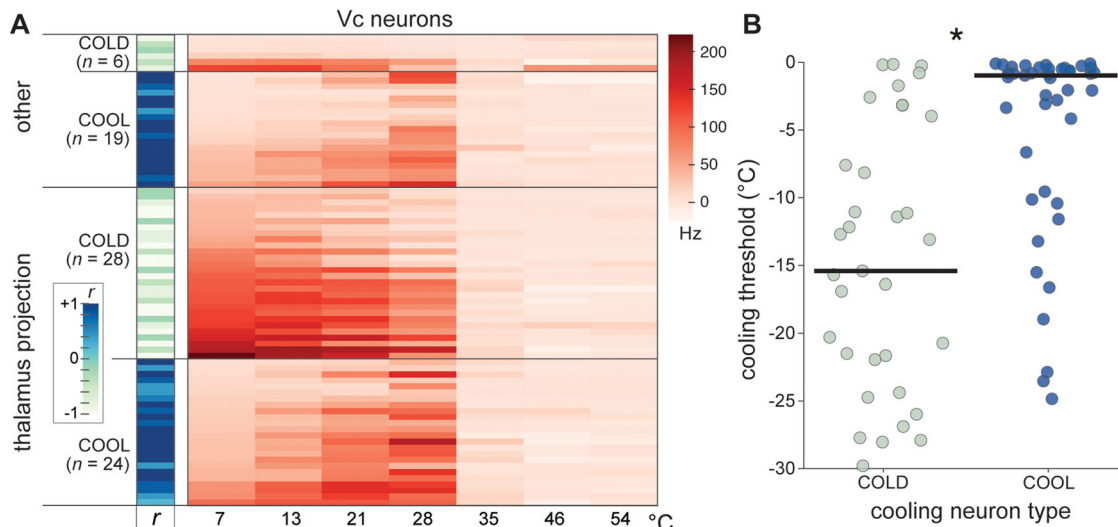 A
Vc neurons
other
COLD
(n = 6)
COOL
(n = 19)
thalamus projection
COLD
(n = 28)
COOL
(n = 24)
r
+1
0
-1
200
150
100
50
0
Hz
r 7 13 21 28 35 46 54 °C
B
*
cooling threshold (°C)
0
-5
-10
-15
-20
-25
-30
COLD COOL
cooling neuron type